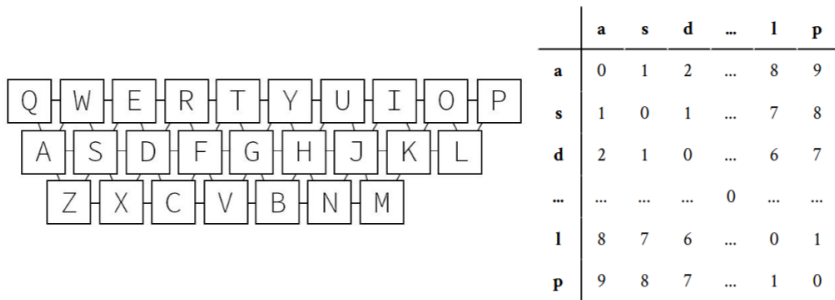 Q W E R T Y U I O P
A S D F G H J K L
Z X C V B N M
a s d ... l p
a 0 1 2 ... 8 9
s 1 0 1 ... 7 8
d 2 1 0 ... 6 7
... ... ... ... 0 ... ...
l 8 7 6 ... 0 1
p 9 8 7 ... 1 0